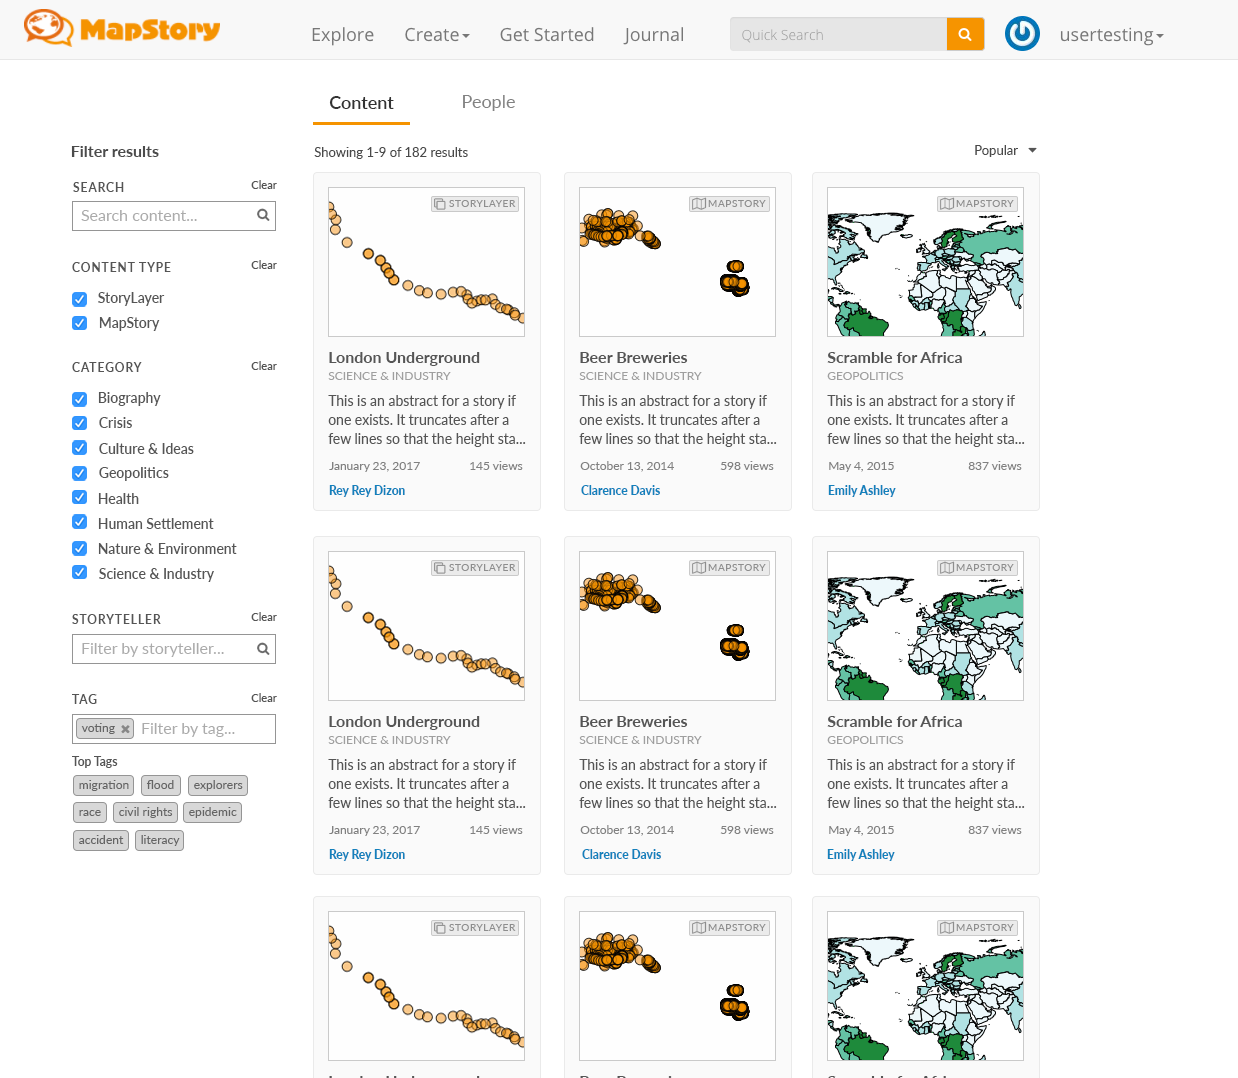 MapStory
Explore
Create
Get Started
Journal
Quick Search
usertesting
Content
People
Filter results
Showing 1-9 of 182 results
Popular
SEARCH
Clear
Search content...
CONTENT TYPE
Clear
StoryLayer
MapStory
CATEGORY
Clear
Biography
Crisis
Culture & Ideas
Geopolitics
Health
Human Settlement
Nature & Environment
Science & Industry
STORYTELLER
Clear
Filter by storyteller...
TAG
Clear
voting
Filter by tag...
Top Tags
migration
flood
explorers
race
civil rights
epidemic
accident
literacy
STORYLAYER
London Underground
SCIENCE & INDUSTRY
This is an abstract for a story if
one exists. It truncates after a
few lines so that the height sta...
January 23, 2017
145 views
Rey Rey Dizon
MAPSTORY
Beer Breweries
SCIENCE & INDUSTRY
This is an abstract for a story if
one exists. It truncates after a
few lines so that the height sta...
October 13, 2014
598 views
Clarence Davis
MAPSTORY
Scramble for Africa
GEOPOLITICS
This is an abstract for a story if
one exists. It truncates after a
few lines so that the height sta...
May 4, 2015
837 views
Emily Ashley
STORYLAYER
London Underground
SCIENCE & INDUSTRY
This is an abstract for a story if
one exists. It truncates after a
few lines so that the height sta...
January 23, 2017
145 views
Rey Rey Dizon
MAPSTORY
Beer Breweries
SCIENCE & INDUSTRY
This is an abstract for a story if
one exists. It truncates after a
few lines so that the height sta...
October 13, 2014
598 views
Clarence Davis
MAPSTORY
Scramble for Africa
GEOPOLITICS
This is an abstract for a story if
one exists. It truncates after a
few lines so that the height sta...
May 4, 2015
837 views
Emily Ashley
STORYLAYER
MAPSTORY
MAPSTORY